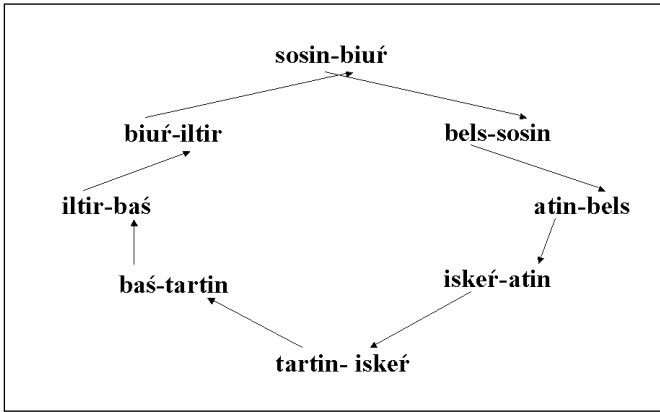 sosin-biuŕ
biuŕ-iltir
bels-sosin
iltir-baś
atin-bels
baś-tartin
iskeŕ-atin
tartin- iskeŕ